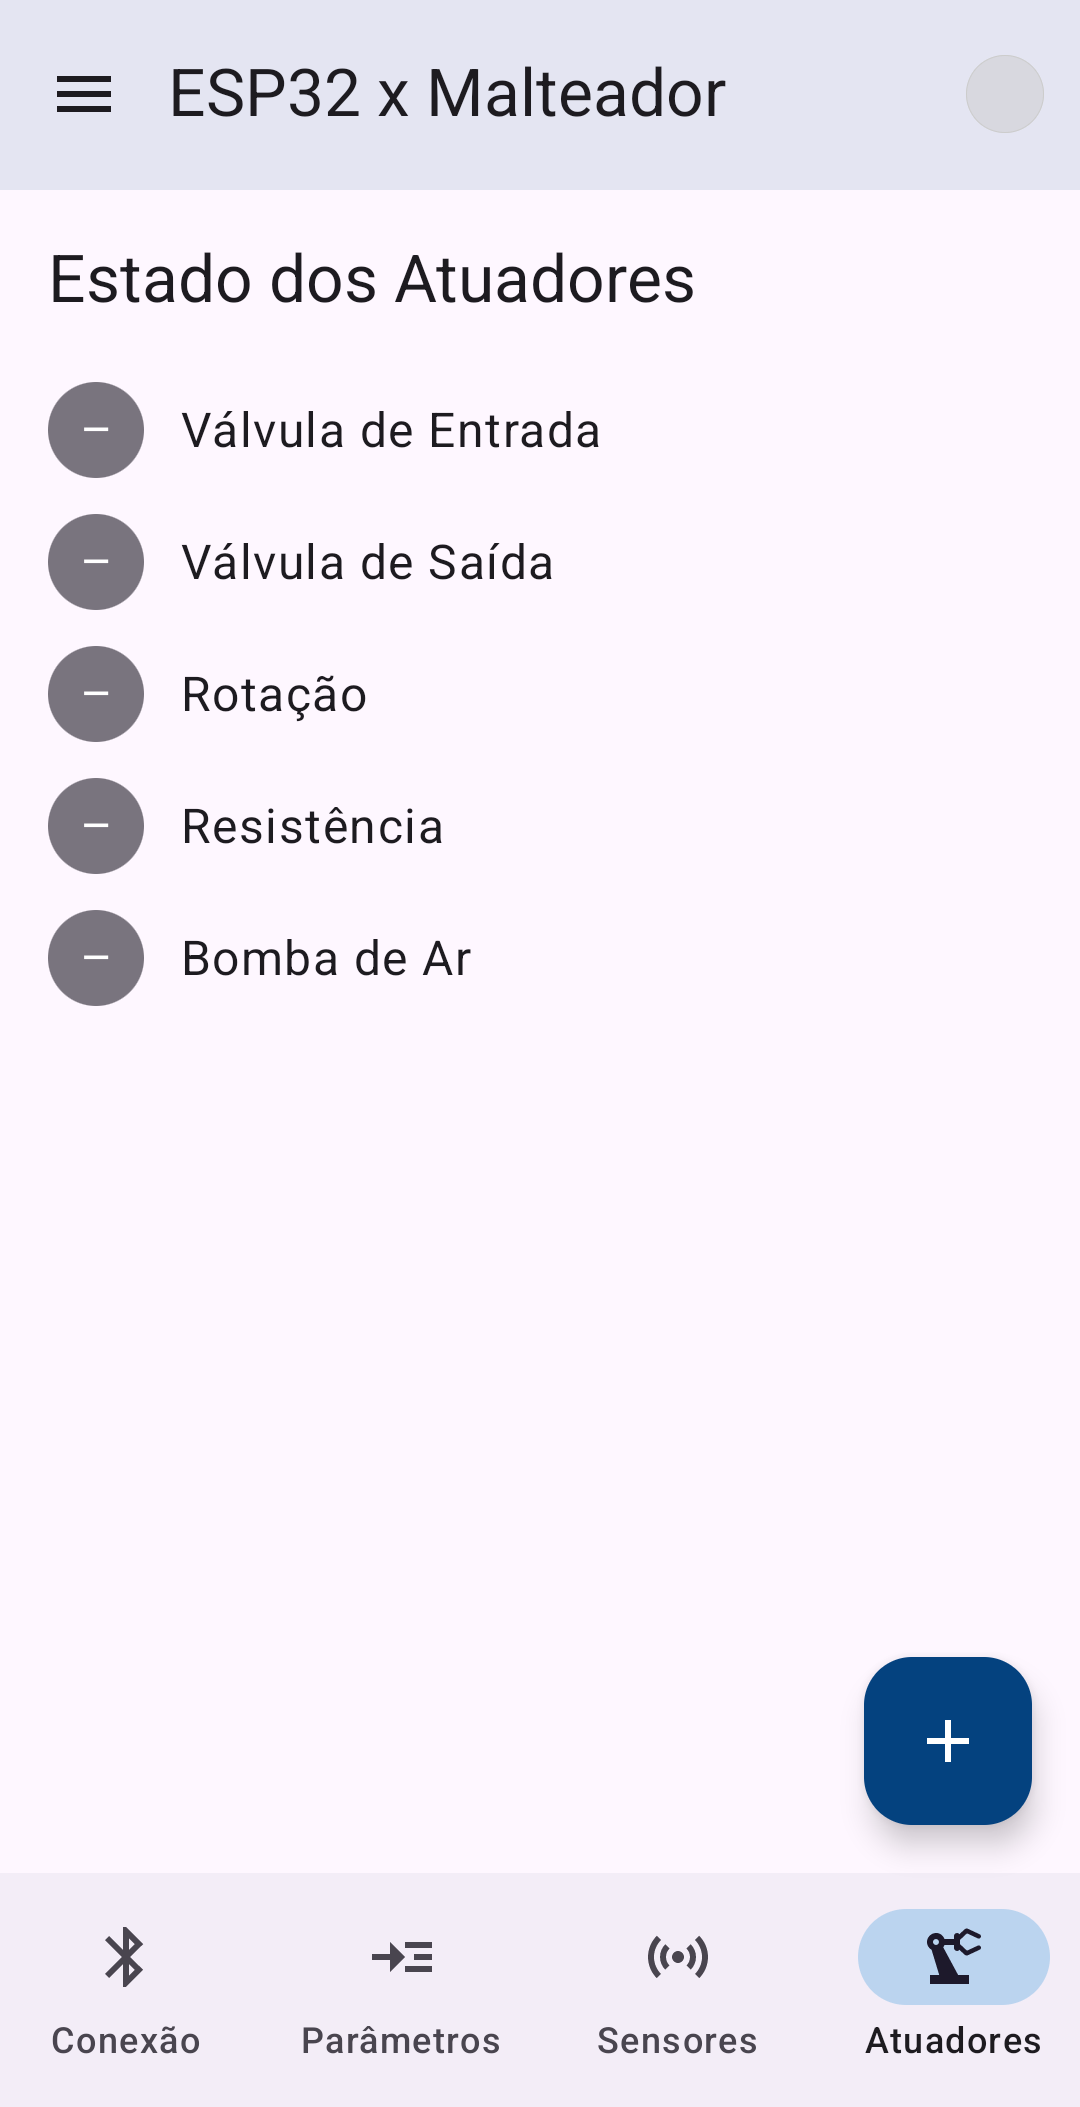 ESP32 x Malteador
Estado dos Atuadores
– Válvula de Entrada
– Válvula de Saída
– Rotação
– Resistência
– Bomba de Ar
+
Conexão Parâmetros Sensores Atuadores